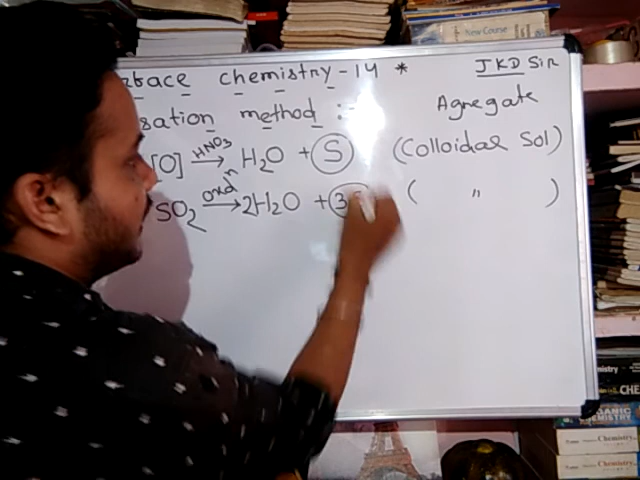 face chemistry-14 * JKD Sir
sation method :- Agregate
[O] HNO3 → H2O + S (Colloidal Sol)
SO2 oxdn → 2H2O + 3 ( " )
New Course
Chemistry
Chemistry